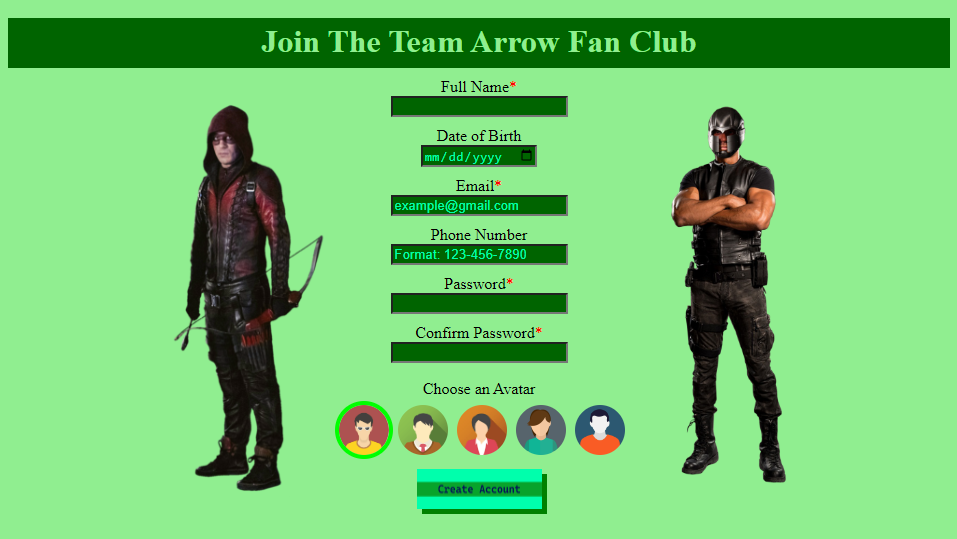 Join The Team Arrow Fan Club
Full Name*
Date of Birth
mm/dd/yyyy
Email*
example@gmail.com
Phone Number
Format: 123-456-7890
Password*
Confirm Password*
Choose an Avatar
Create Account